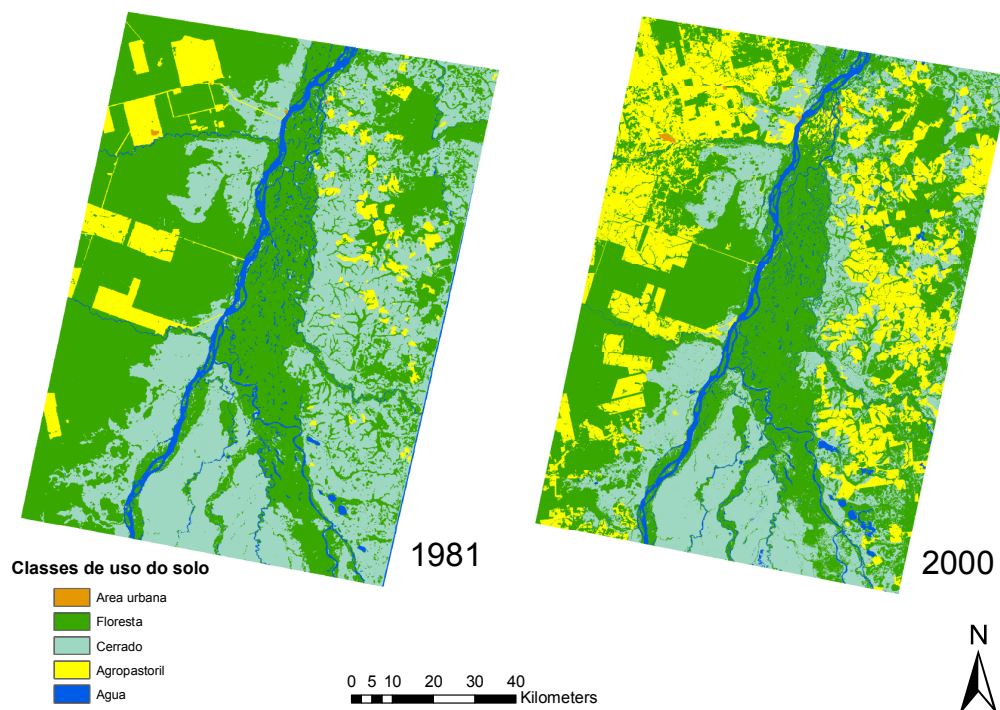 1981
2000
Classes de uso do solo
Area urbana
Floresta
Cerrado
Agropastoril
Agua
0 5 10 20 30 40
Kilometers
N